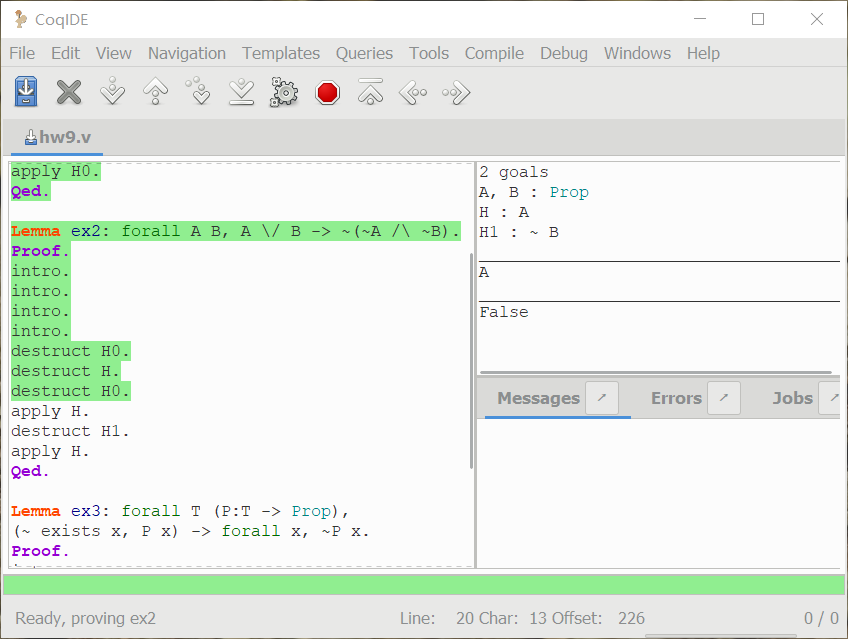 CoqIDE
File Edit View Navigation Templates Queries Tools Compile Debug Windows Help
hw9.v
apply H0.
Qed.
Lemma ex2: forall A B, A \/ B -> ~(~A /\ ~B).
Proof.
intro.
intro.
intro.
intro.
destruct H0.
destruct H.
destruct H0.
apply H.
destruct H1.
apply H.
Qed.
Lemma ex3: forall T (P:T -> Prop),
(~ exists x, P x) -> forall x, ~P x.
Proof.
2 goals
A, B : Prop
H : A
H1 : ~ B
A
False
Messages Errors Jobs
Ready, proving ex2 Line: 20 Char: 13 Offset: 226 0 / 0